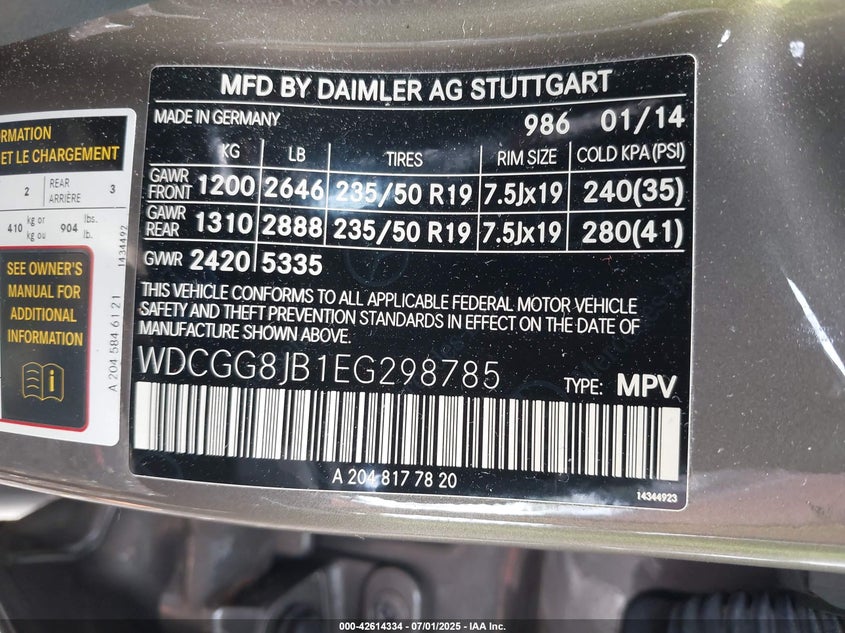 MFD BY DAIMLER AG STUTTGART
MADE IN GERMANY 986 01/14
KG LB TIRES RIM SIZE COLD KPA(PSI)
GAWR FRONT 1200 2646 235/50 R19 7.5Jx19 240(35)
GAWR REAR 1310 2888 235/50 R19 7.5Jx19 280(41)
GVWR 2420 5335
THIS VEHICLE CONFORMS TO ALL APPLICABLE FEDERAL MOTOR VEHICLE
SAFETY AND THEFT PREVENTION STANDARDS IN EFFECT ON THE DATE OF
MANUFACTURE SHOWN ABOVE.
WDCGG8JB1EG298785 TYPE: MPV
A 204 817 78 20
14344923
ET LE CHARGEMENT
2 REAR ARRIÈRE 3
410 kg or kg ou 904 lbs. lb.
1434492
SEE OWNER'S
MANUAL FOR
ADDITIONAL
INFORMATION
A 204 584 61 21
000-42614334 / 07/01/2025 - IAA Inc.